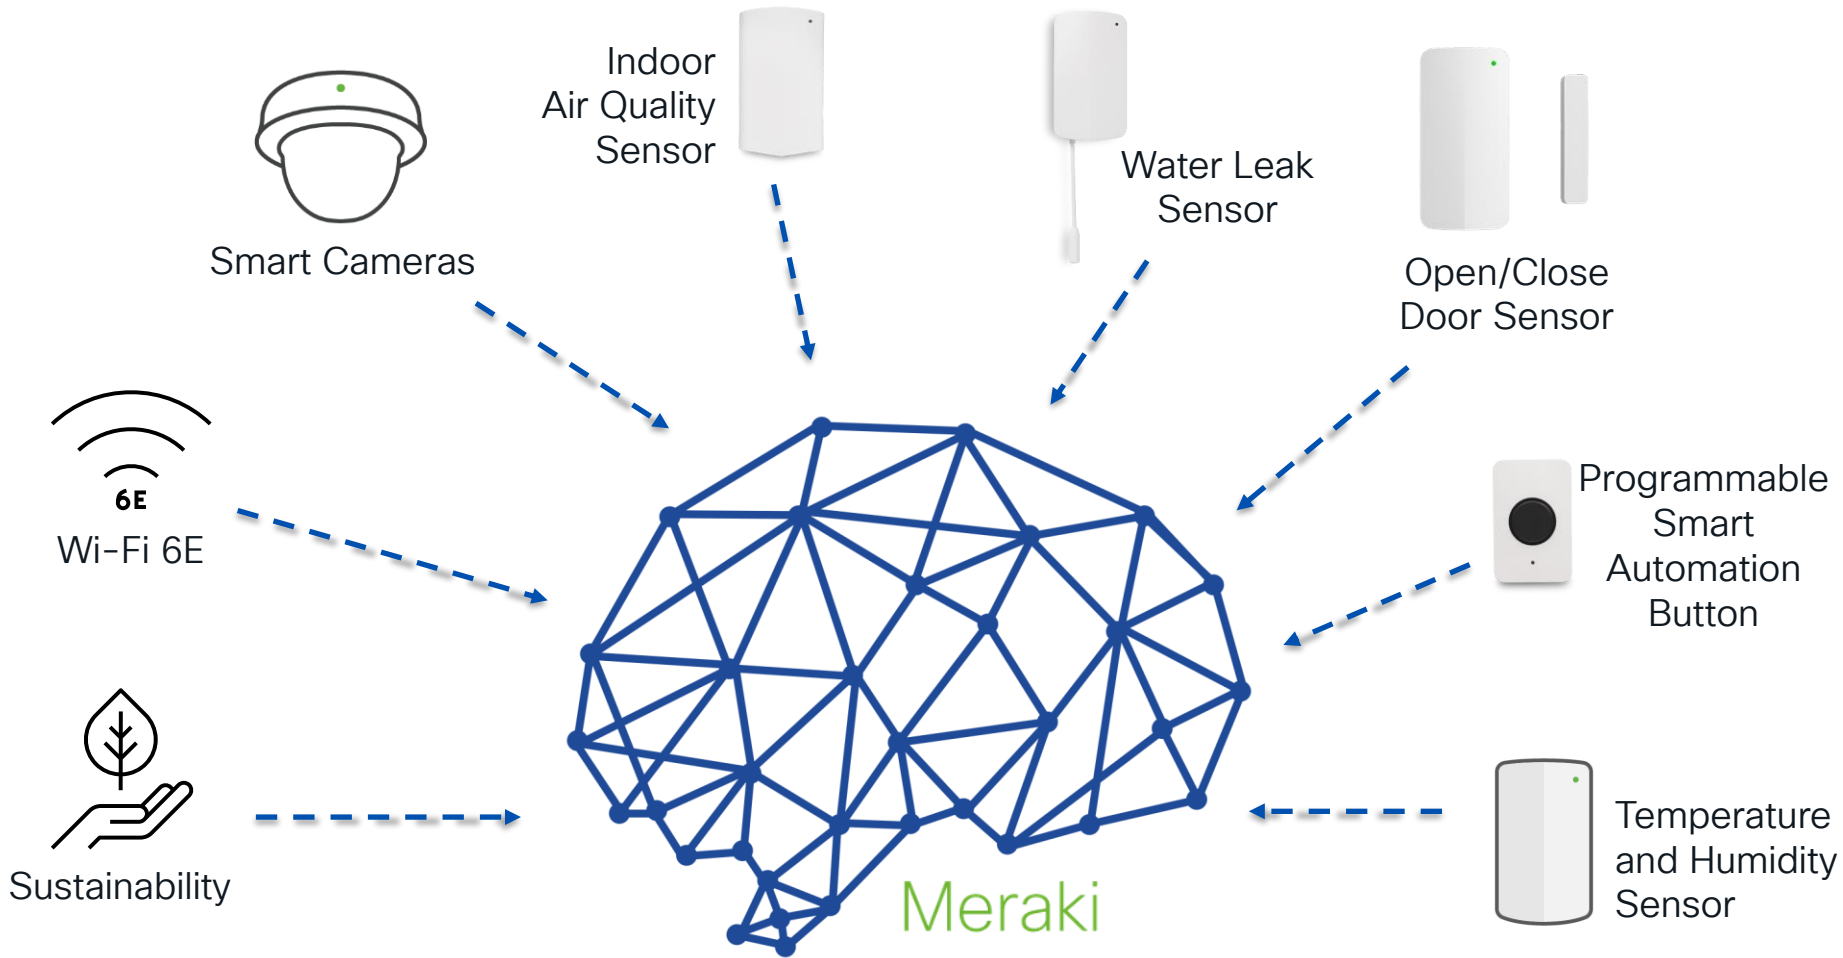 Indoor
Air Quality
Sensor
Water Leak
Sensor
Smart Cameras
Open/Close
Door Sensor
6E
Wi-Fi 6E
Programmable
Smart
Automation
Button
Sustainability
Temperature
and Humidity
Sensor
Meraki